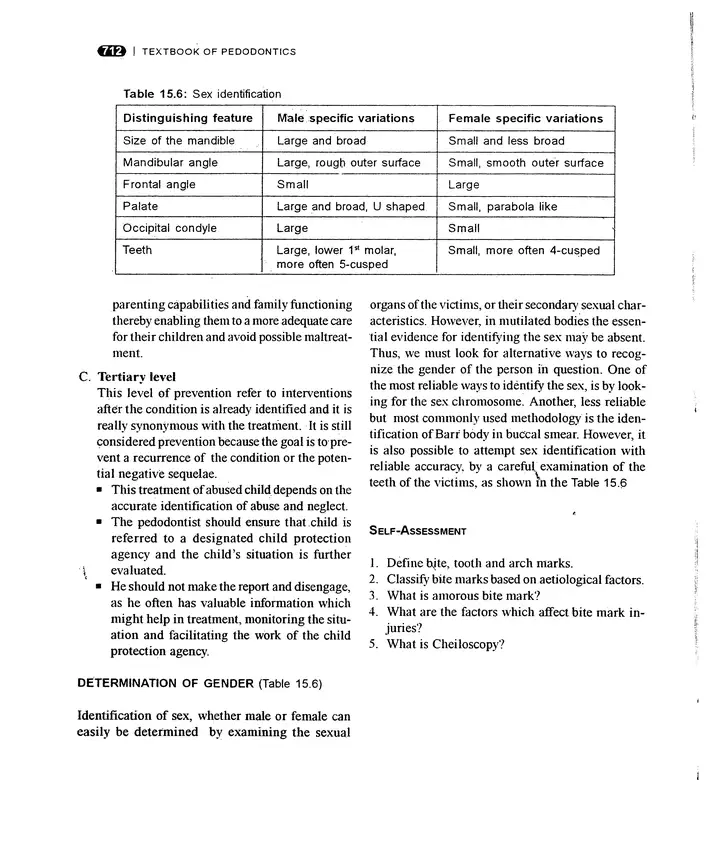 712 | TEXTBOOK OF PEDODONTICS
Table 15.6: Sex identification
Distinguishing feature Male specific variations Female specific variations
Size of the mandible Large and broad Small and less broad
Mandibular angle Large, rough outer surface Small, smooth outer surface
Frontal angle Small Large
Palate Large and broad, U shaped Small, parabola like
Occipital condyle Large Small
Teeth Large, lower 1st molar, Small, more often 4-cusped
more often 5-cusped
parenting capabilities and family functioning
thereby enabling them to a more adequate care
for their children and avoid possible maltreat-
ment.
C. Tertiary level
This level of prevention refer to interventions
after the condition is already identified and it is
really synonymous with the treatment. It is still
considered prevention because the goal is to pre-
vent a recurrence of the condition or the poten-
tial negative sequelae.
▪ This treatment of abused child depends on the
accurate identification of abuse and neglect.
▪ The pedodontist should ensure that child is
referred to a designated child protection
agency and the child's situation is further
evaluated.
▪ He should not make the report and disengage,
as he often has valuable information which
might help in treatment, monitoring the situ-
ation and facilitating the work of the child
protection agency.
DETERMINATION OF GENDER (Table 15.6)
Identification of sex, whether male or female can
easily be determined by examining the sexual
organs of the victims, or their secondary sexual char-
acteristics. However, in mutilated bodies the essen-
tial evidence for identifying the sex may be absent.
Thus, we must look for alternative ways to recog-
nize the gender of the person in question. One of
the most reliable ways to identify the sex, is by look-
ing for the sex chromosome. Another, less reliable
but most commonly used methodology is the iden-
tification of Barr body in buccal smear. However, it
is also possible to attempt sex identification with
reliable accuracy, by a careful examination of the
teeth of the victims, as shown in the Table 15.6
SELF-ASSESSMENT
1. Define bite, tooth and arch marks.
2. Classify bite marks based on aetiological factors.
3. What is amorous bite mark?
4. What are the factors which affect bite mark in-
juries?
5. What is Cheiloscopy?